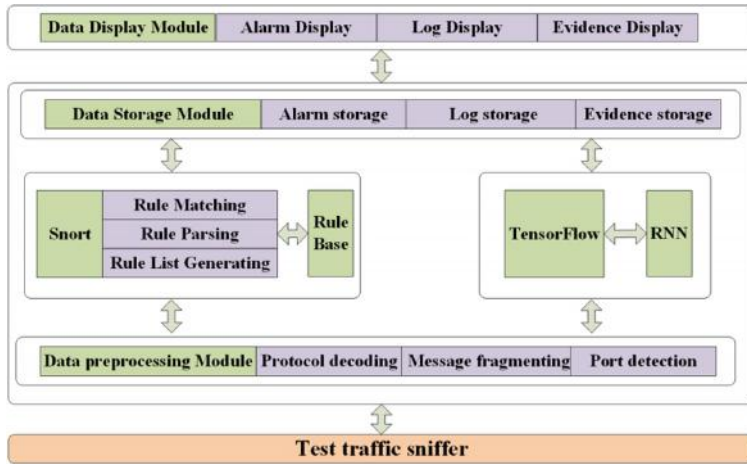 Data Display Module Alarm Display Log Display Evidence Display
Data Storage Module Alarm storage Log storage Evidence storage
Snort
Rule Matching
Rule Parsing
Rule List Generating
Rule
Base
TensorFlow
RNN
Data preprocessing Module Protocol decoding Message fragmenting Port detection
Test traffic sniffer